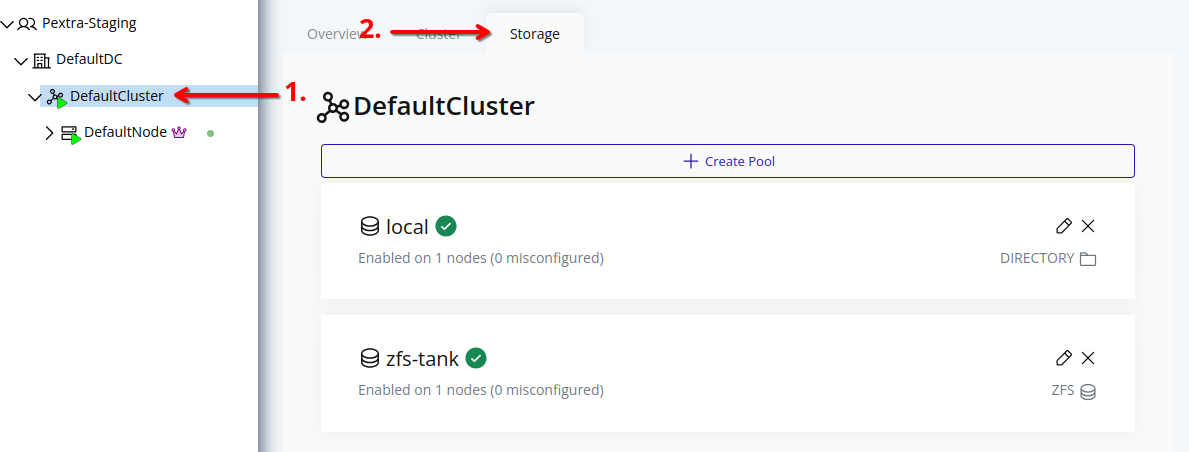 Pextra-Staging
DefaultDC
DefaultCluster
1.
DefaultNode
Overview
2.
Cluster
Storage
DefaultCluster
Create Pool
local
Enabled on 1 nodes (0 misconfigured)
DIRECTORY
zfs-tank
Enabled on 1 nodes (0 misconfigured)
ZFS